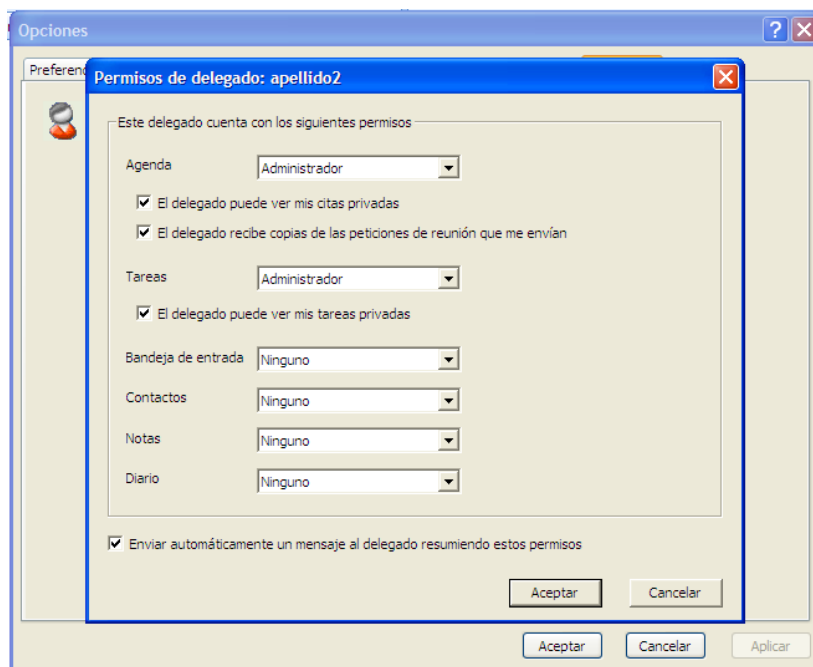 Opciones
Permisos de delegado: apellido2
Este delegado cuenta con los siguientes permisos
Agenda
Administrador
El delegado puede ver mis citas privadas
El delegado recibe copias de las peticiones de reunión que me envían
Tareas
Administrador
El delegado puede ver mis tareas privadas
Bandeja de entrada
Ninguno
Contactos
Ninguno
Notas
Ninguno
Diario
Ninguno
Enviar automáticamente un mensaje al delegado resumiendo estos permisos
Aceptar
Cancelar
Aceptar
Cancelar
Aplicar